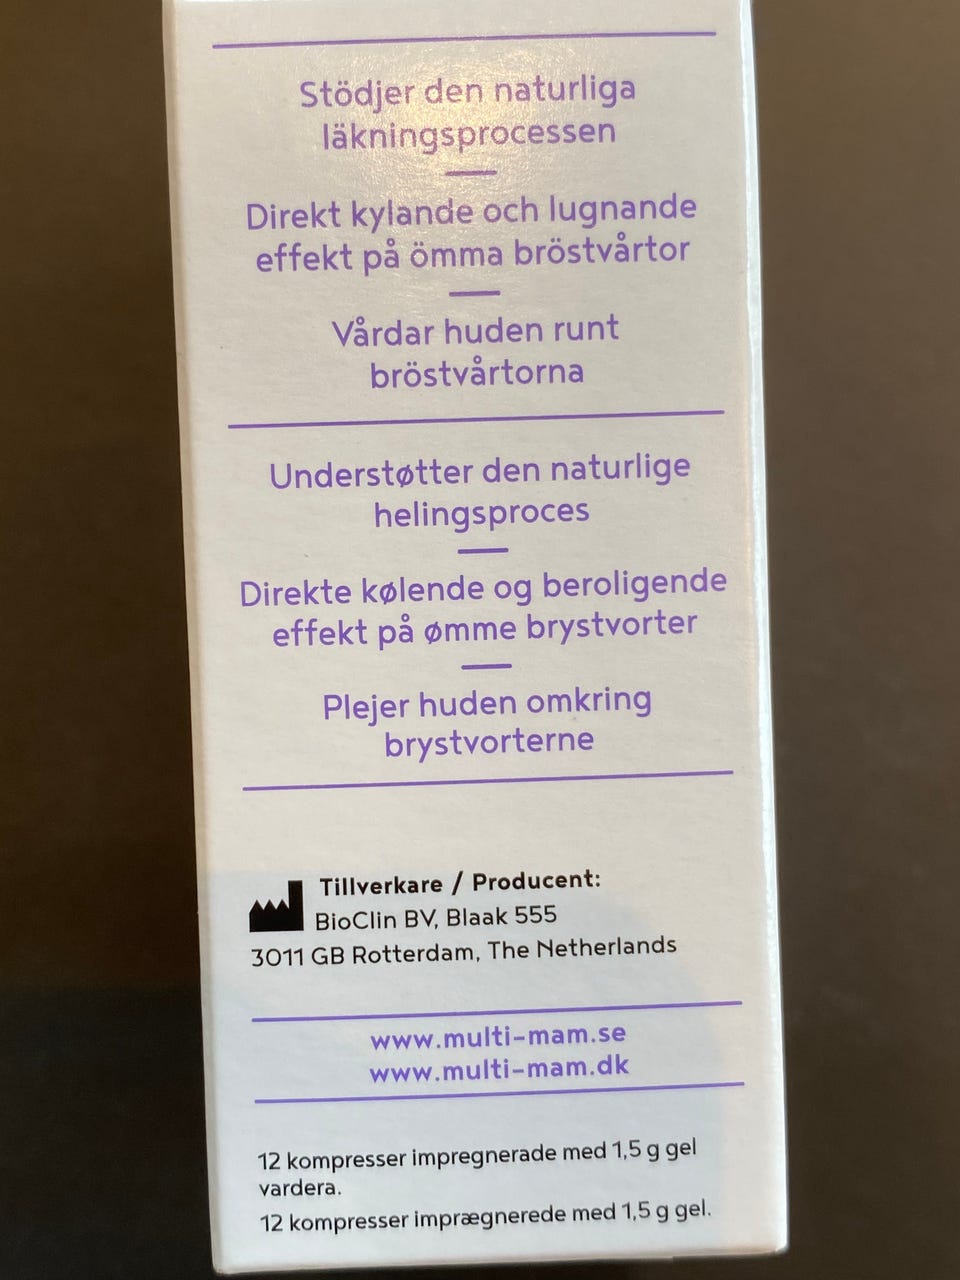 Stödjer den naturliga
läkningsprocessen
Direkt kylande och lugnande
effekt på ömma bröstvårtor
Vårdar huden runt
bröstvårtorna
Understøtter den naturlige
helingsproces
Direkte kølende og beroligende
effekt på ømme brystvorter
Plejer huden omkring
brystvorterne
Tillverkare / Producent:
BioClin BV, Blaak 555
3011 GB Rotterdam, The Netherlands
www.multi-mam.se
www.multi-mam.dk
12 kompresser impregnerade med 1,5 g gel
vardera.
12 kompresser imprægnerede med 1,5 g gel.